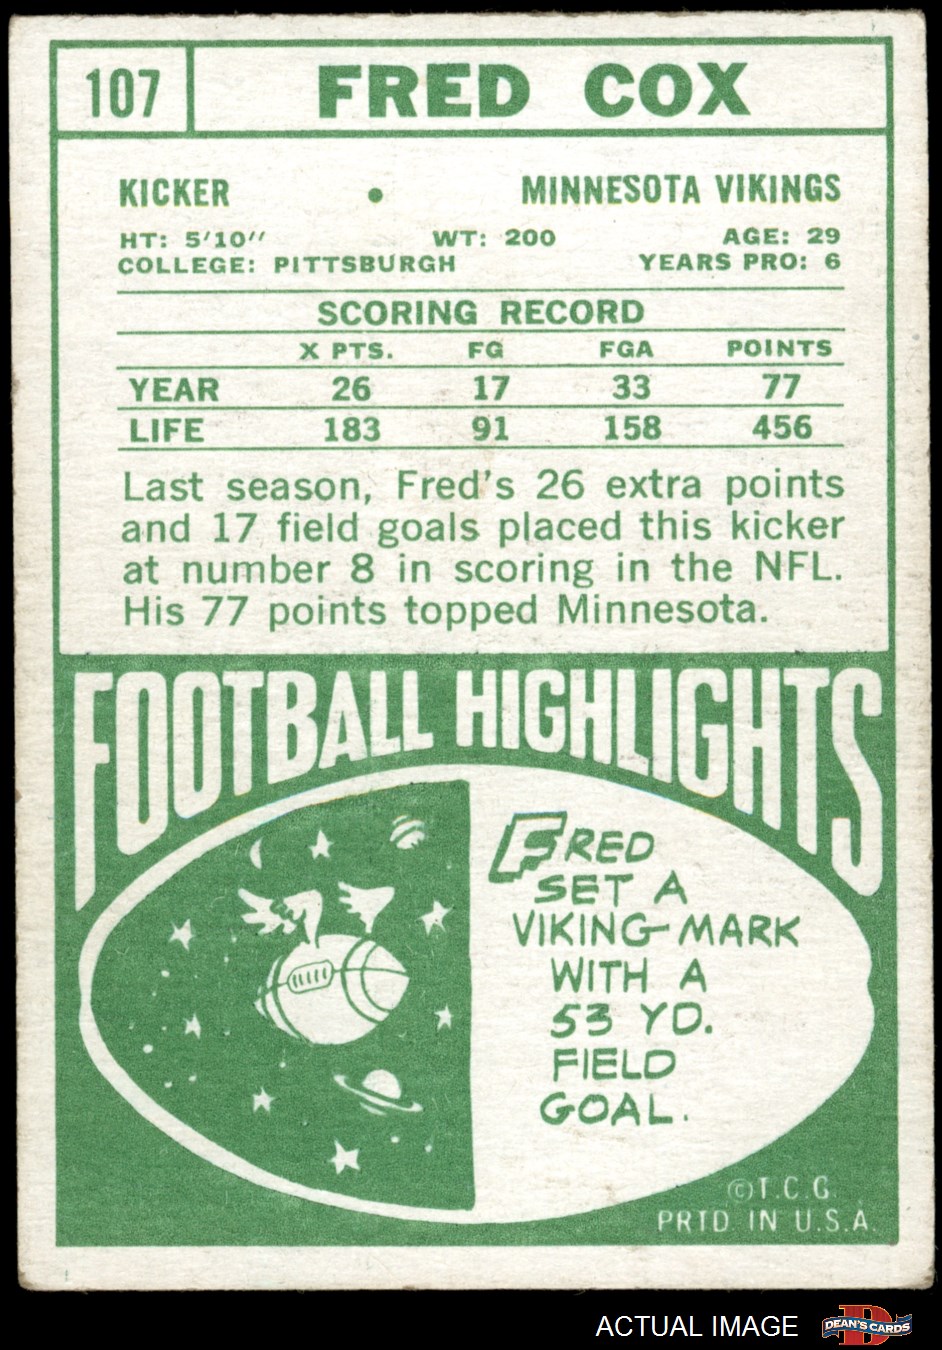 107 FRED COX
KICKER • MINNESOTA VIKINGS
HT: 5'10'' WT: 200 AGE: 29
COLLEGE: PITTSBURGH YEARS PRO: 6
SCORING RECORD
X PTS. FG FGA POINTS
YEAR 26 17 33 77
LIFE 183 91 158 456
Last season, Fred's 26 extra points
and 17 field goals placed this kicker
at number 8 in scoring in the NFL.
His 77 points topped Minnesota.
FOOTBALL HIGHLIGHTS
FRED
SET A
VIKING-MARK
WITH A
53 YD.
FIELD
GOAL.
©T.C.G.
PRTD IN U.S.A.
ACTUAL IMAGE D DEAN'S CARDS